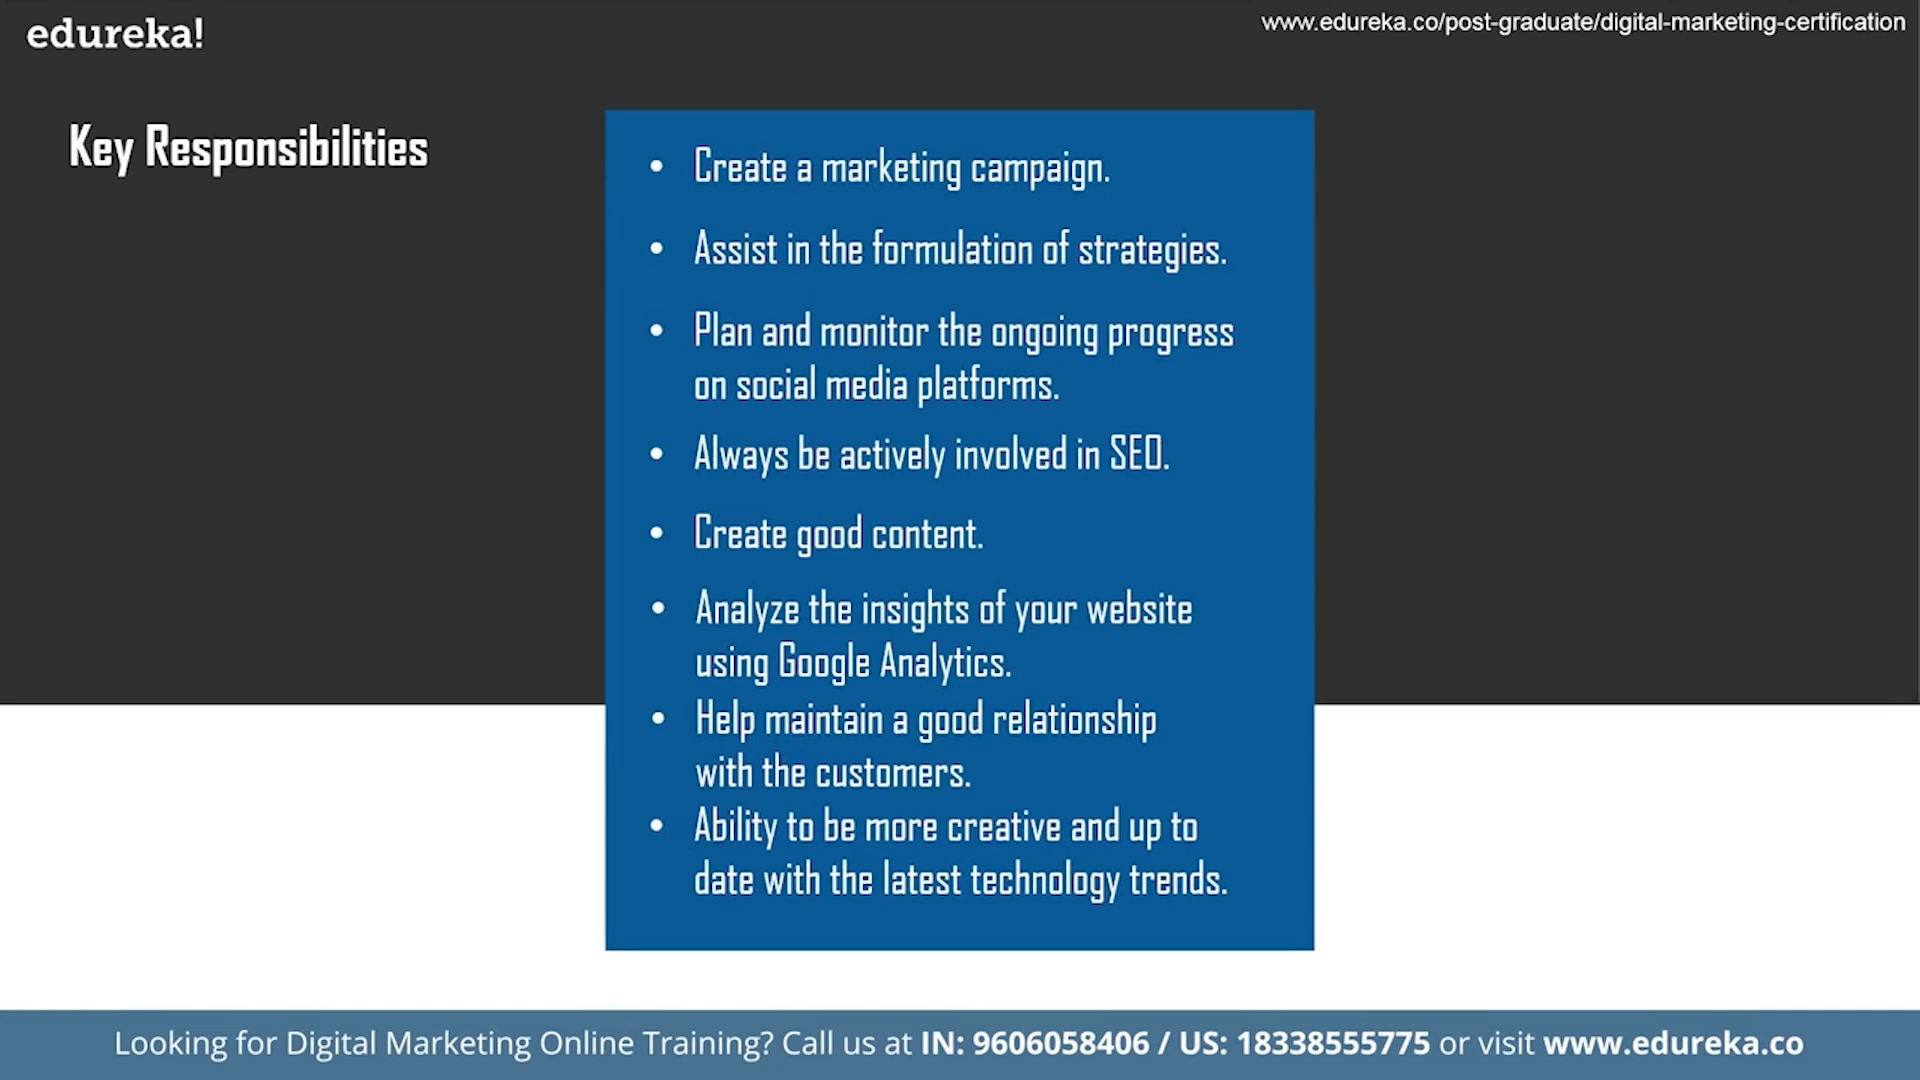 edureka!
www.edureka.co/post-graduate/digital-marketing-certification
Key Responsibilities
• Create a marketing campaign.
• Assist in the formulation of strategies.
• Plan and monitor the ongoing progress
on social media platforms.
• Always be actively involved in SEO.
• Create good content.
• Analyze the insights of your website
using Google Analytics.
• Help maintain a good relationship
with the customers.
• Ability to be more creative and up to
date with the latest technology trends.
Looking for Digital Marketing Online Training? Call us at IN: 9606058406 / US: 18338555775 or visit www.edureka.co